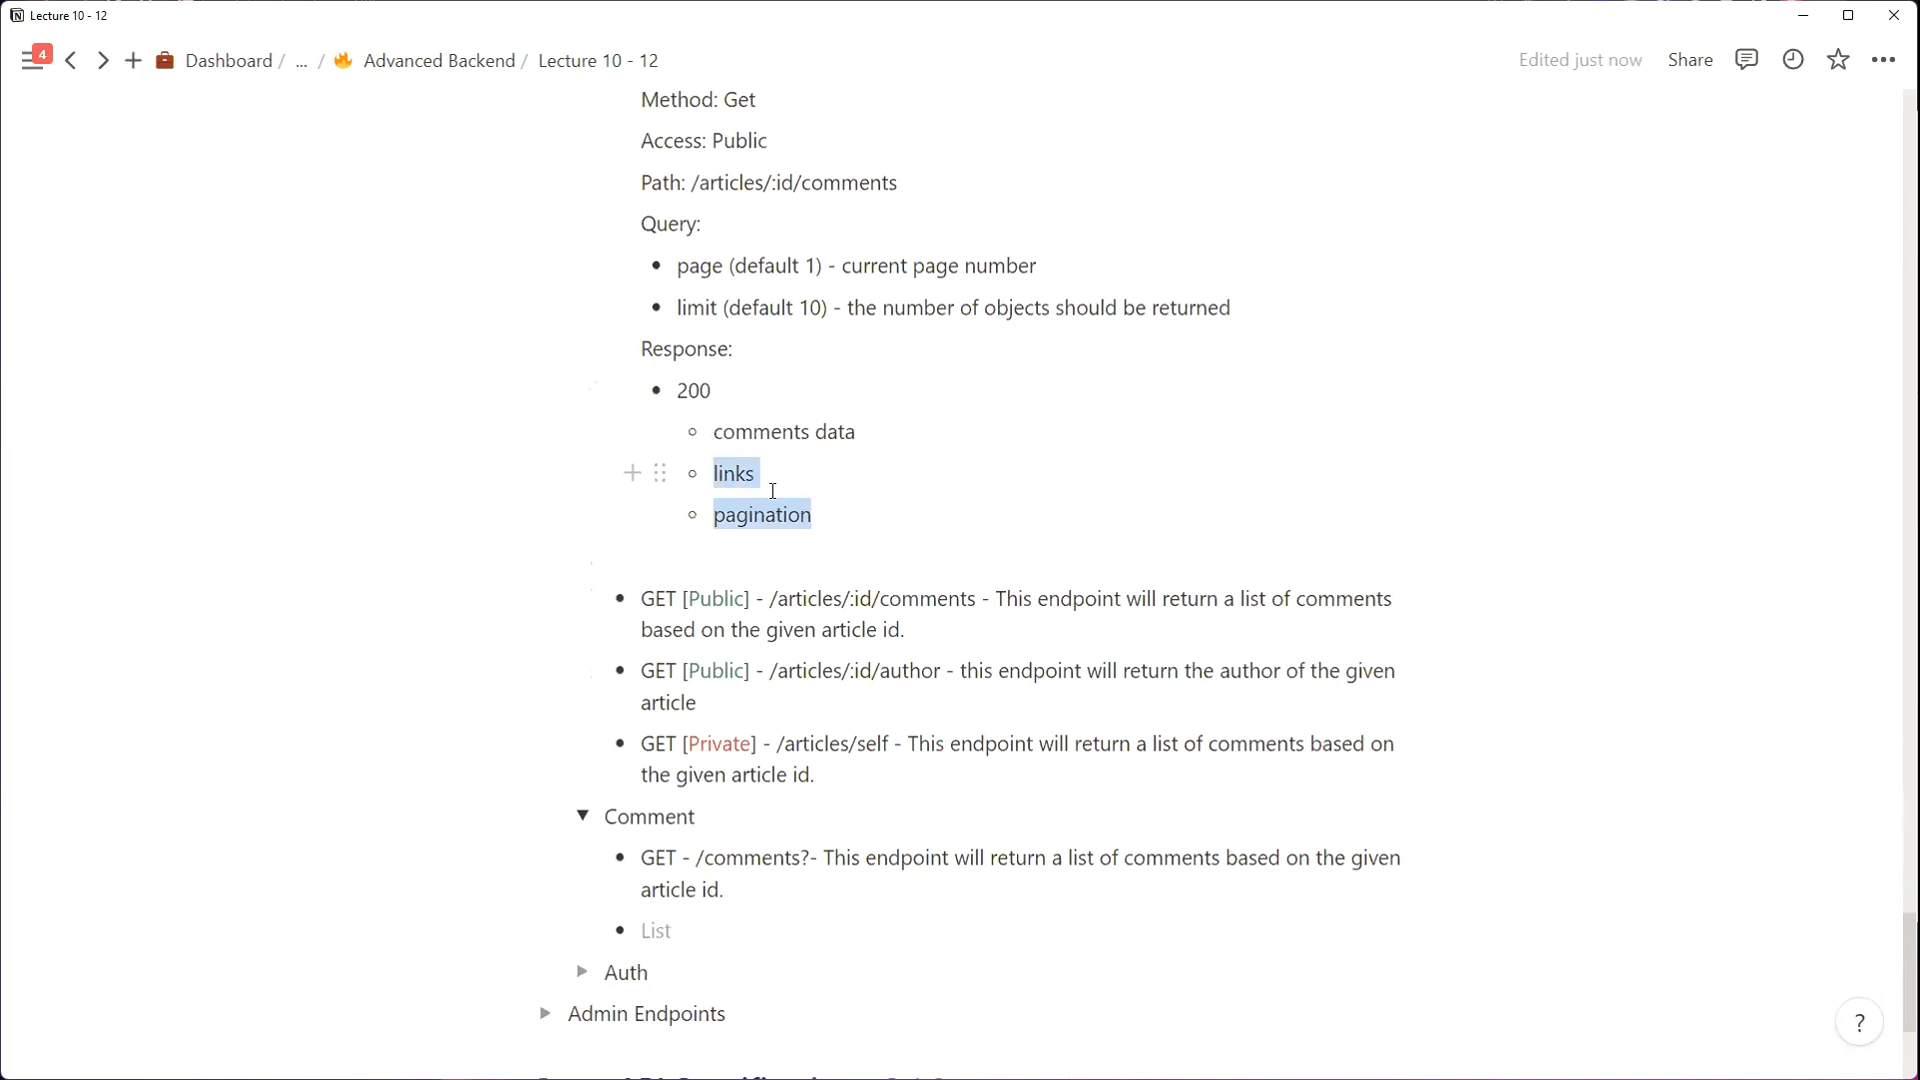 Lecture 10 - 12
4
Dashboard / ... / Advanced Backend / Lecture 10 - 12
Edited just now
Share
Method: Get
Access: Public
Path: /articles/:id/comments
Query:
page (default 1) - current page number
limit (default 10) - the number of objects should be returned
Response:
200
comments data
links
pagination
GET [Public] - /articles/:id/comments - This endpoint will return a list of comments
based on the given article id.
GET [Public] - /articles/:id/author - this endpoint will return the author of the given
article
GET [Private] - /articles/self - This endpoint will return a list of comments based on
the given article id.
Comment
GET - /comments?- This endpoint will return a list of comments based on the given
article id.
List
Auth
Admin Endpoints
?